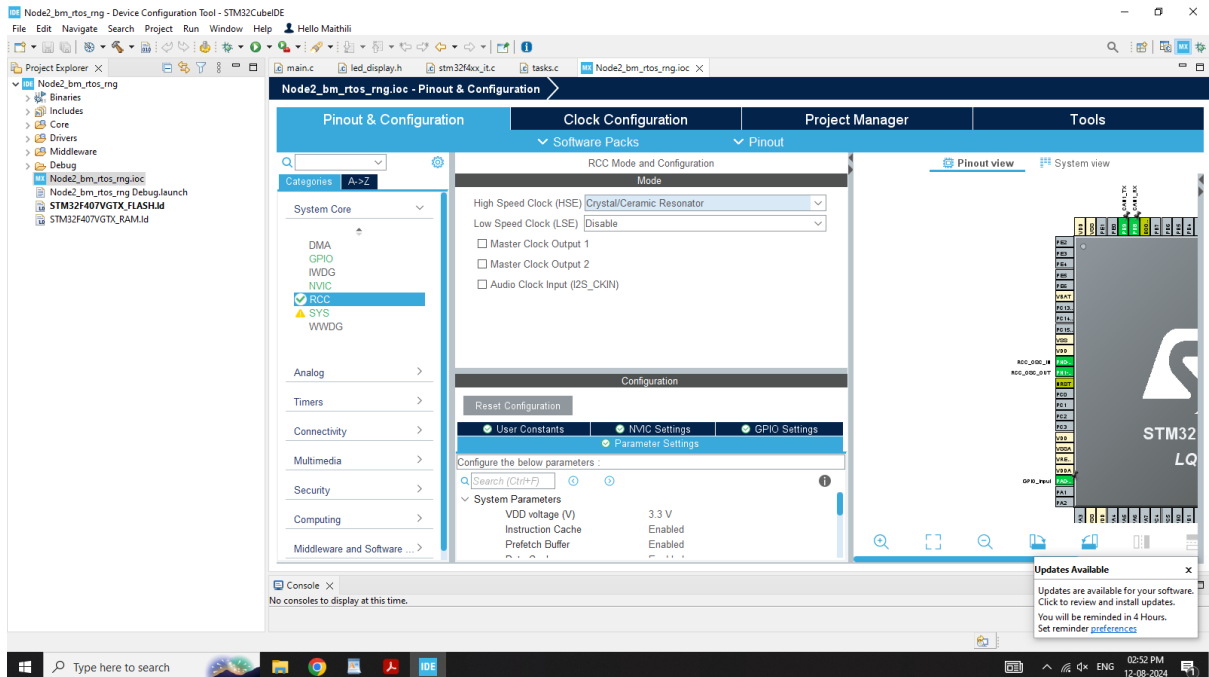 IDE Node2_bm_rtos_rng - Device Configuration Tool - STM32CubeIDE
File Edit Navigate Search Project Run Window Help Hello Maithili
Project Explorer
main.c led_display.h stm32f4xx_it.c tasks.c MX Node2_bm_rtos_rng.ioc
IDE Node2_bm_rtos_rng
Binaries
Includes
Core
Drivers
Middleware
Debug
MX Node2_bm_rtos_rng.ioc
Node2_bm_rtos_rng Debug.launch
STM32F407VGTX_FLASH.ld
STM32F407VGTX_RAM.ld
Node2_bm_rtos_rng.ioc - Pinout & Configuration
Pinout & Configuration Clock Configuration Project Manager Tools
Software Packs Pinout
Categories A->Z
System Core
DMA
GPIO
IWDG
NVIC
RCC
SYS
WWDG
Analog
Timers
Connectivity
Multimedia
Security
Computing
Middleware and Software ...
RCC Mode and Configuration
Mode
High Speed Clock (HSE) Crystal/Ceramic Resonator
Low Speed Clock (LSE) Disable
Master Clock Output 1
Master Clock Output 2
Audio Clock Input (I2S_CKIN)
Configuration
Reset Configuration
User Constants NVIC Settings GPIO Settings
Parameter Settings
Configure the below parameters :
Search (Ctrl+F)
System Parameters
VDD voltage (V) 3.3 V
Instruction Cache Enabled
Prefetch Buffer Enabled
Pinout view System view
CAN1_TX
CAN1_RX
RCC_OSC_IN
RCC_OSC_OUT
GPIO_Input
STM32
LQ
Console
No consoles to display at this time.
Updates Available x
Updates are available for your software.
Click to review and install updates.
You will be reminded in 4 Hours.
Set reminder preferences
Type here to search
IDE
ENG
02:52 PM
12-08-2024